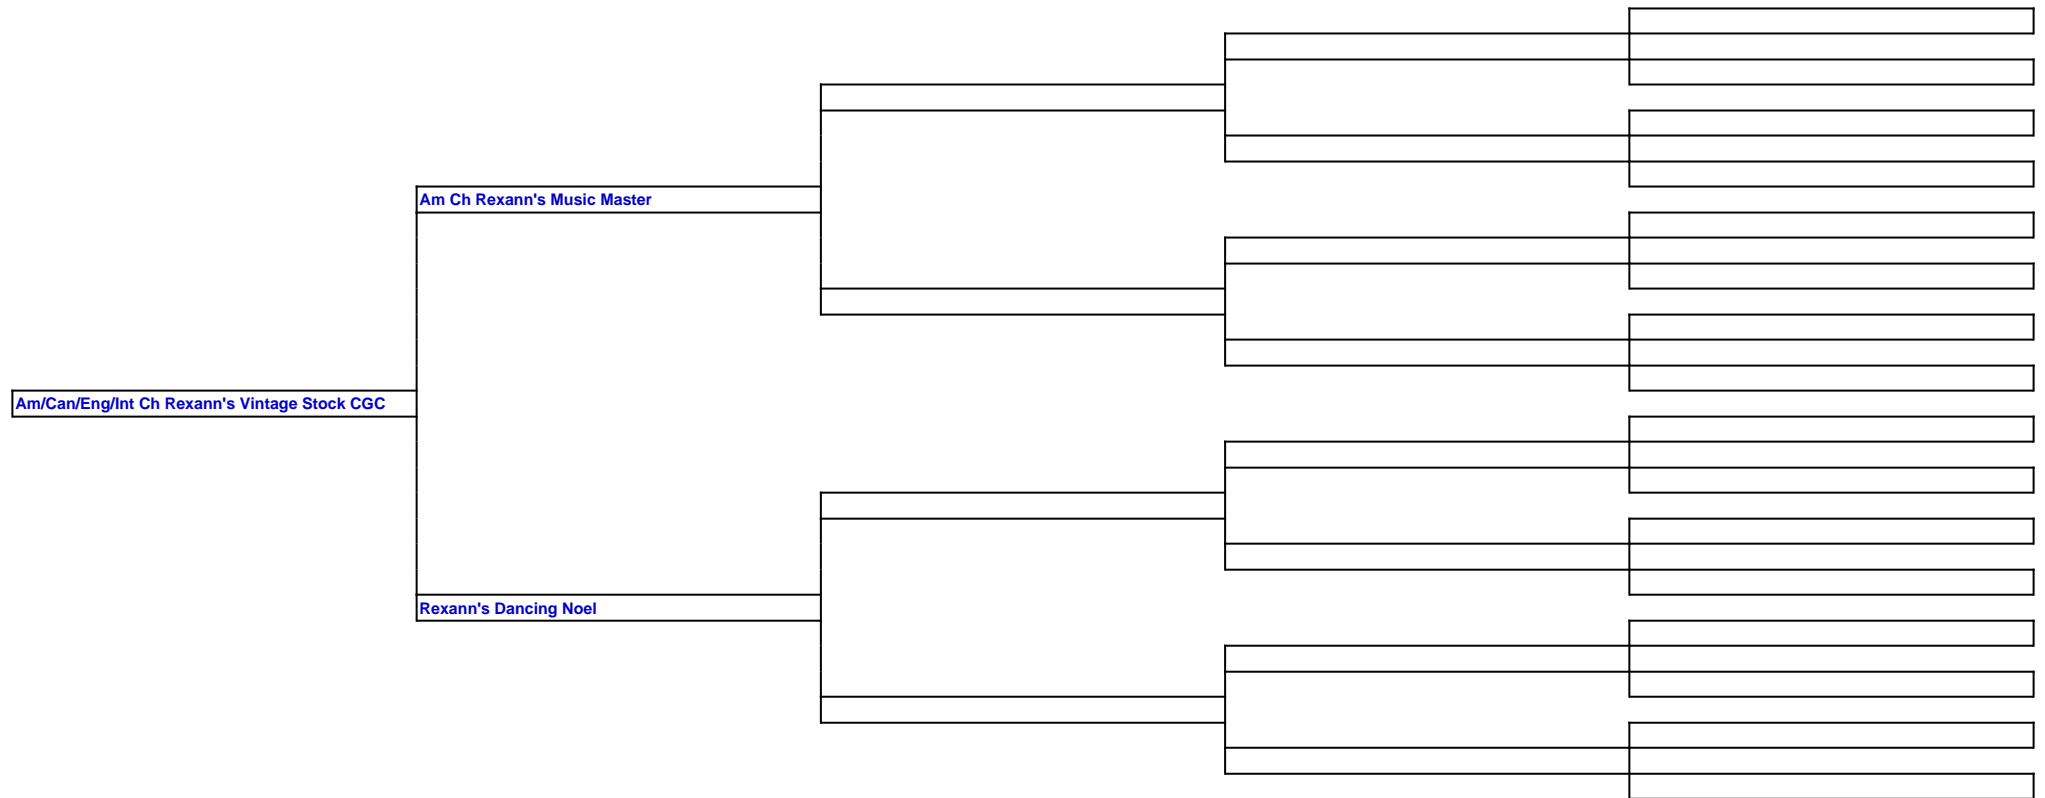 Am Ch Rexann's Music Master
Am/Can/Eng/Int Ch Rexann's Vintage Stock CGC
Rexann's Dancing Noel